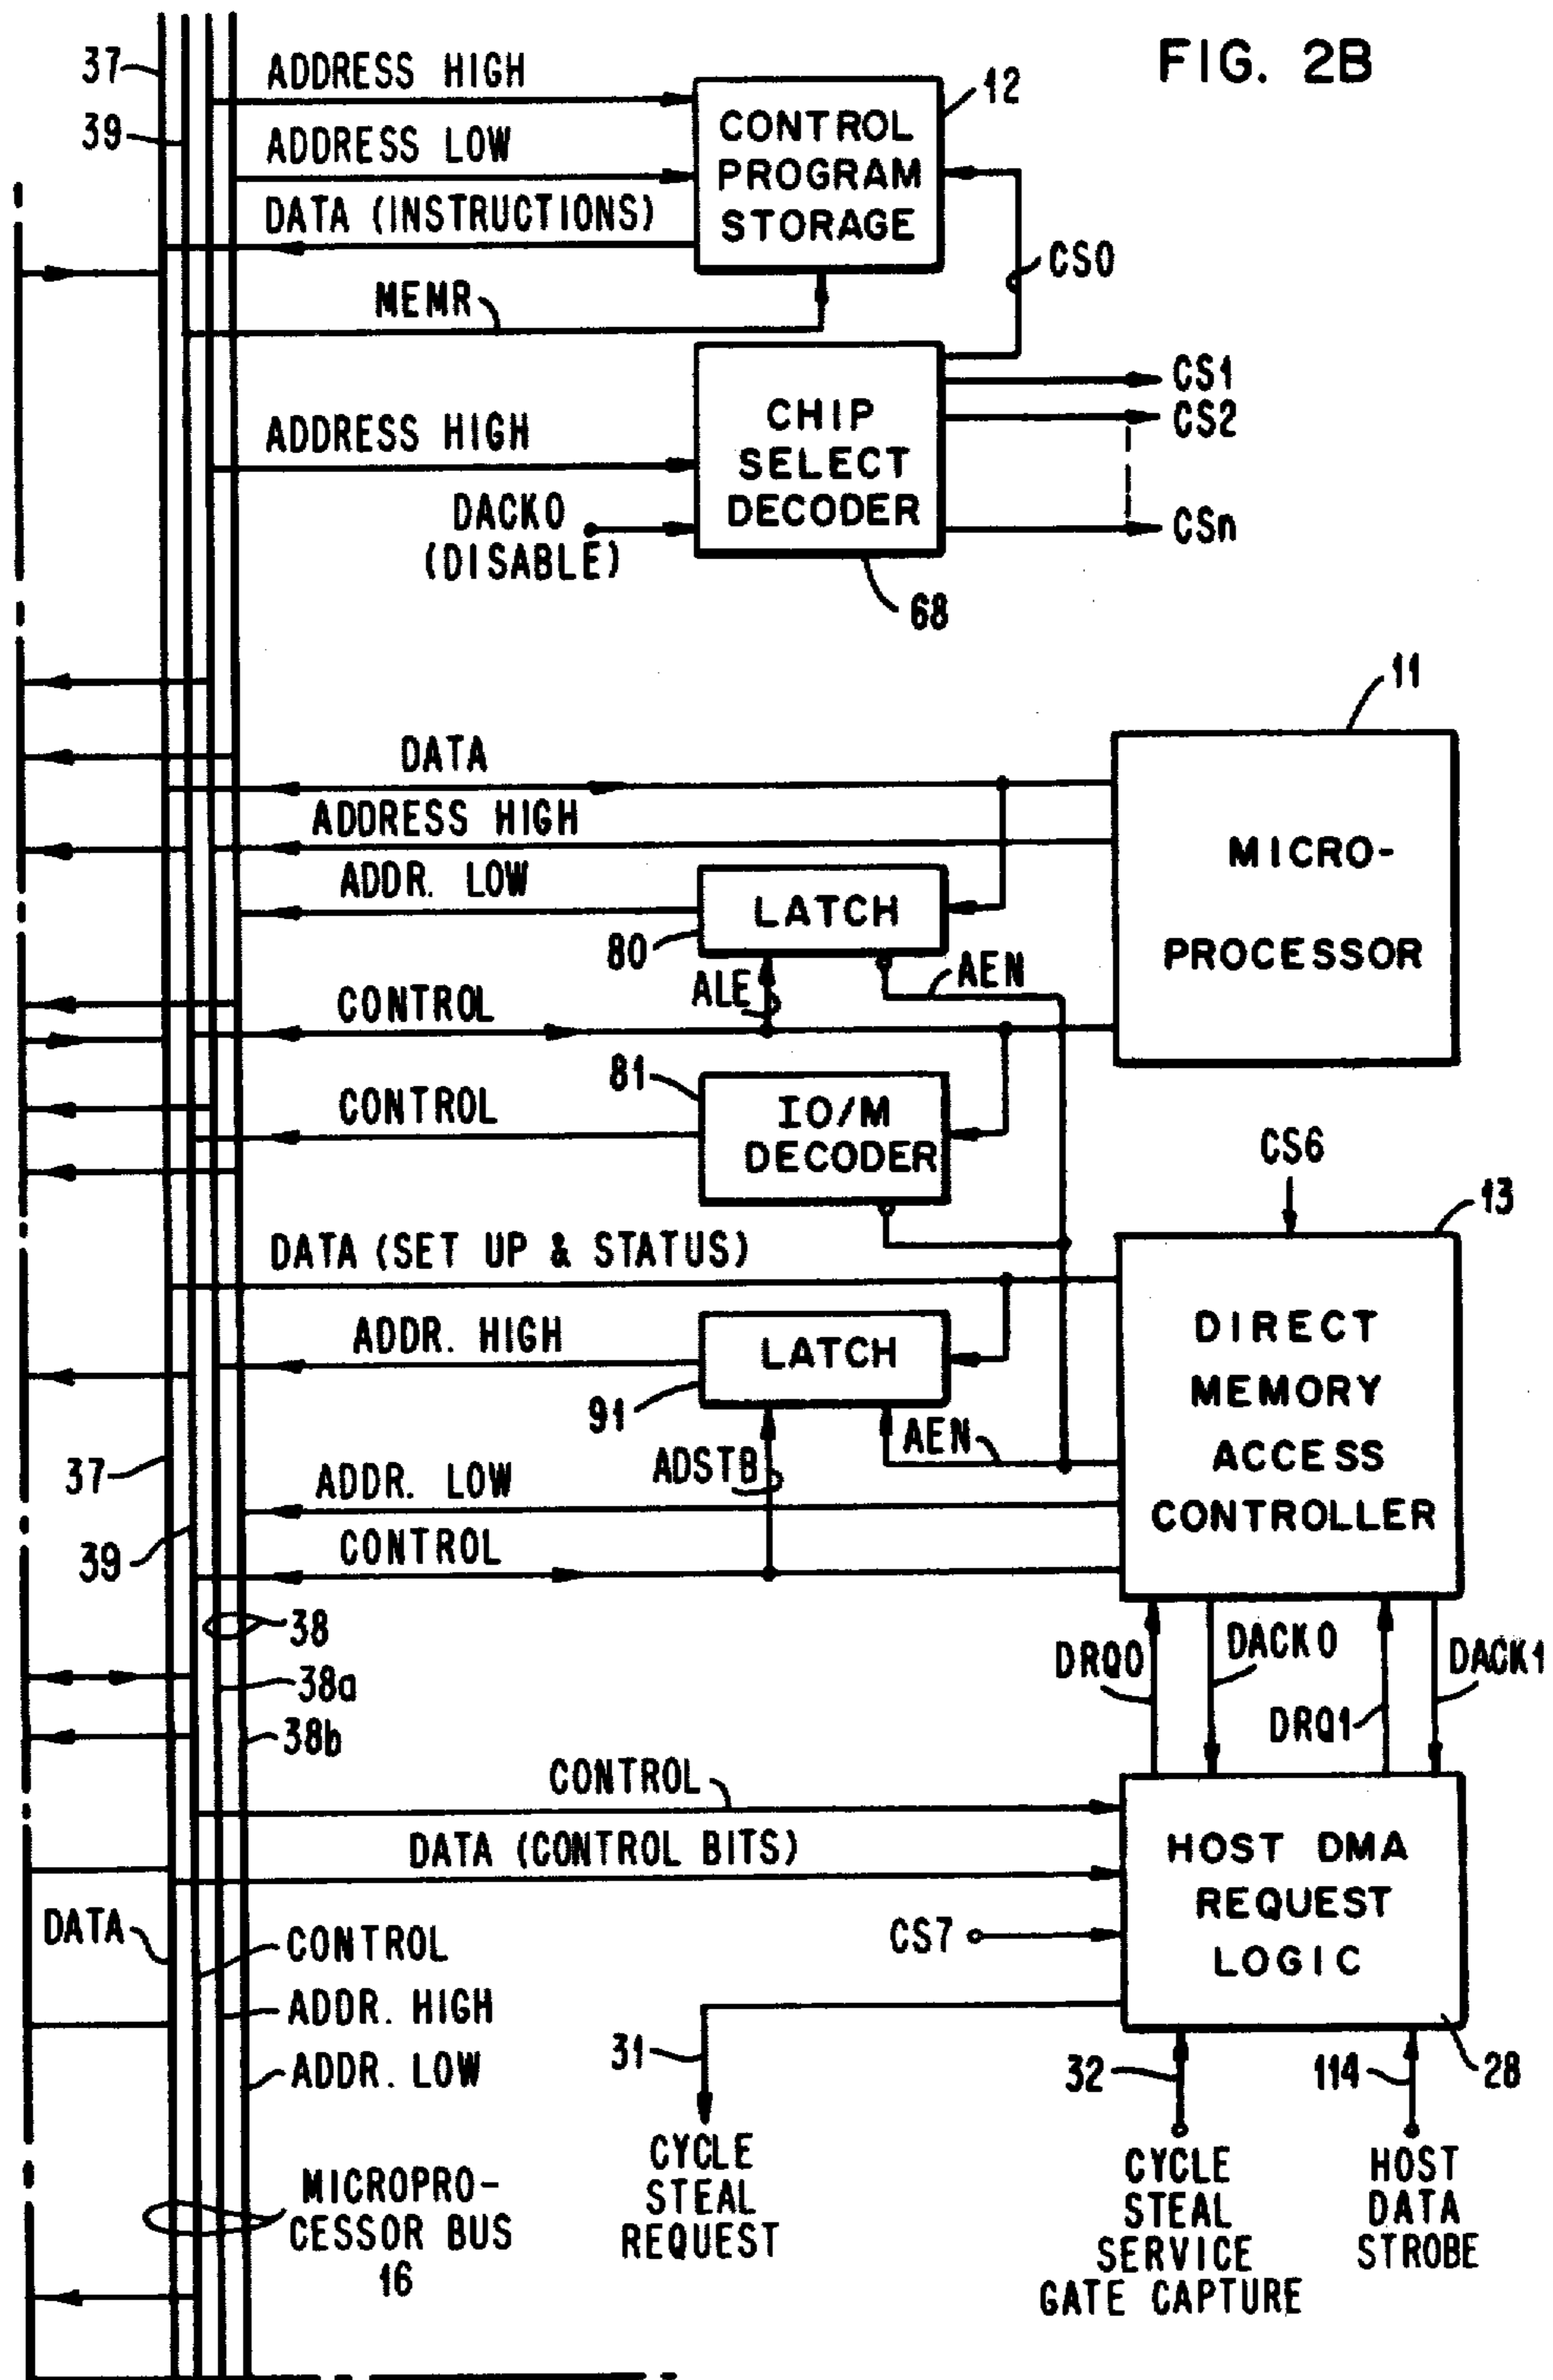 FIG. 2B
37
39
ADDRESS HIGH
ADDRESS LOW
DATA (INSTRUCTIONS)
MEMR
12
CONTROL
PROGRAM
STORAGE
CS0
ADDRESS HIGH
DACK0
(DISABLE)
CHIP
SELECT
DECODER
68
CS1
CS2
CSn
11
MICRO-
PROCESSOR
DATA
ADDRESS HIGH
ADDR. LOW
LATCH
80
ALE
AEN
CONTROL
81
IO/M
DECODER
CONTROL
CS6
13
DATA (SET UP & STATUS)
ADDR. HIGH
LATCH
91
ADSTB
AEN
DIRECT
MEMORY
ACCESS
CONTROLLER
37
ADDR. LOW
39
CONTROL
38
38a
38b
DRQ0
DACK0
DRQ1
DACK1
CONTROL
DATA (CONTROL BITS)
CS7
HOST DMA
REQUEST
LOGIC
28
DATA
CONTROL
ADDR. HIGH
ADDR. LOW
31
CYCLE
STEAL
REQUEST
32
CYCLE
STEAL
SERVICE
GATE CAPTURE
114
HOST
DATA
STROBE
MICROPRO-
CESSOR BUS
16